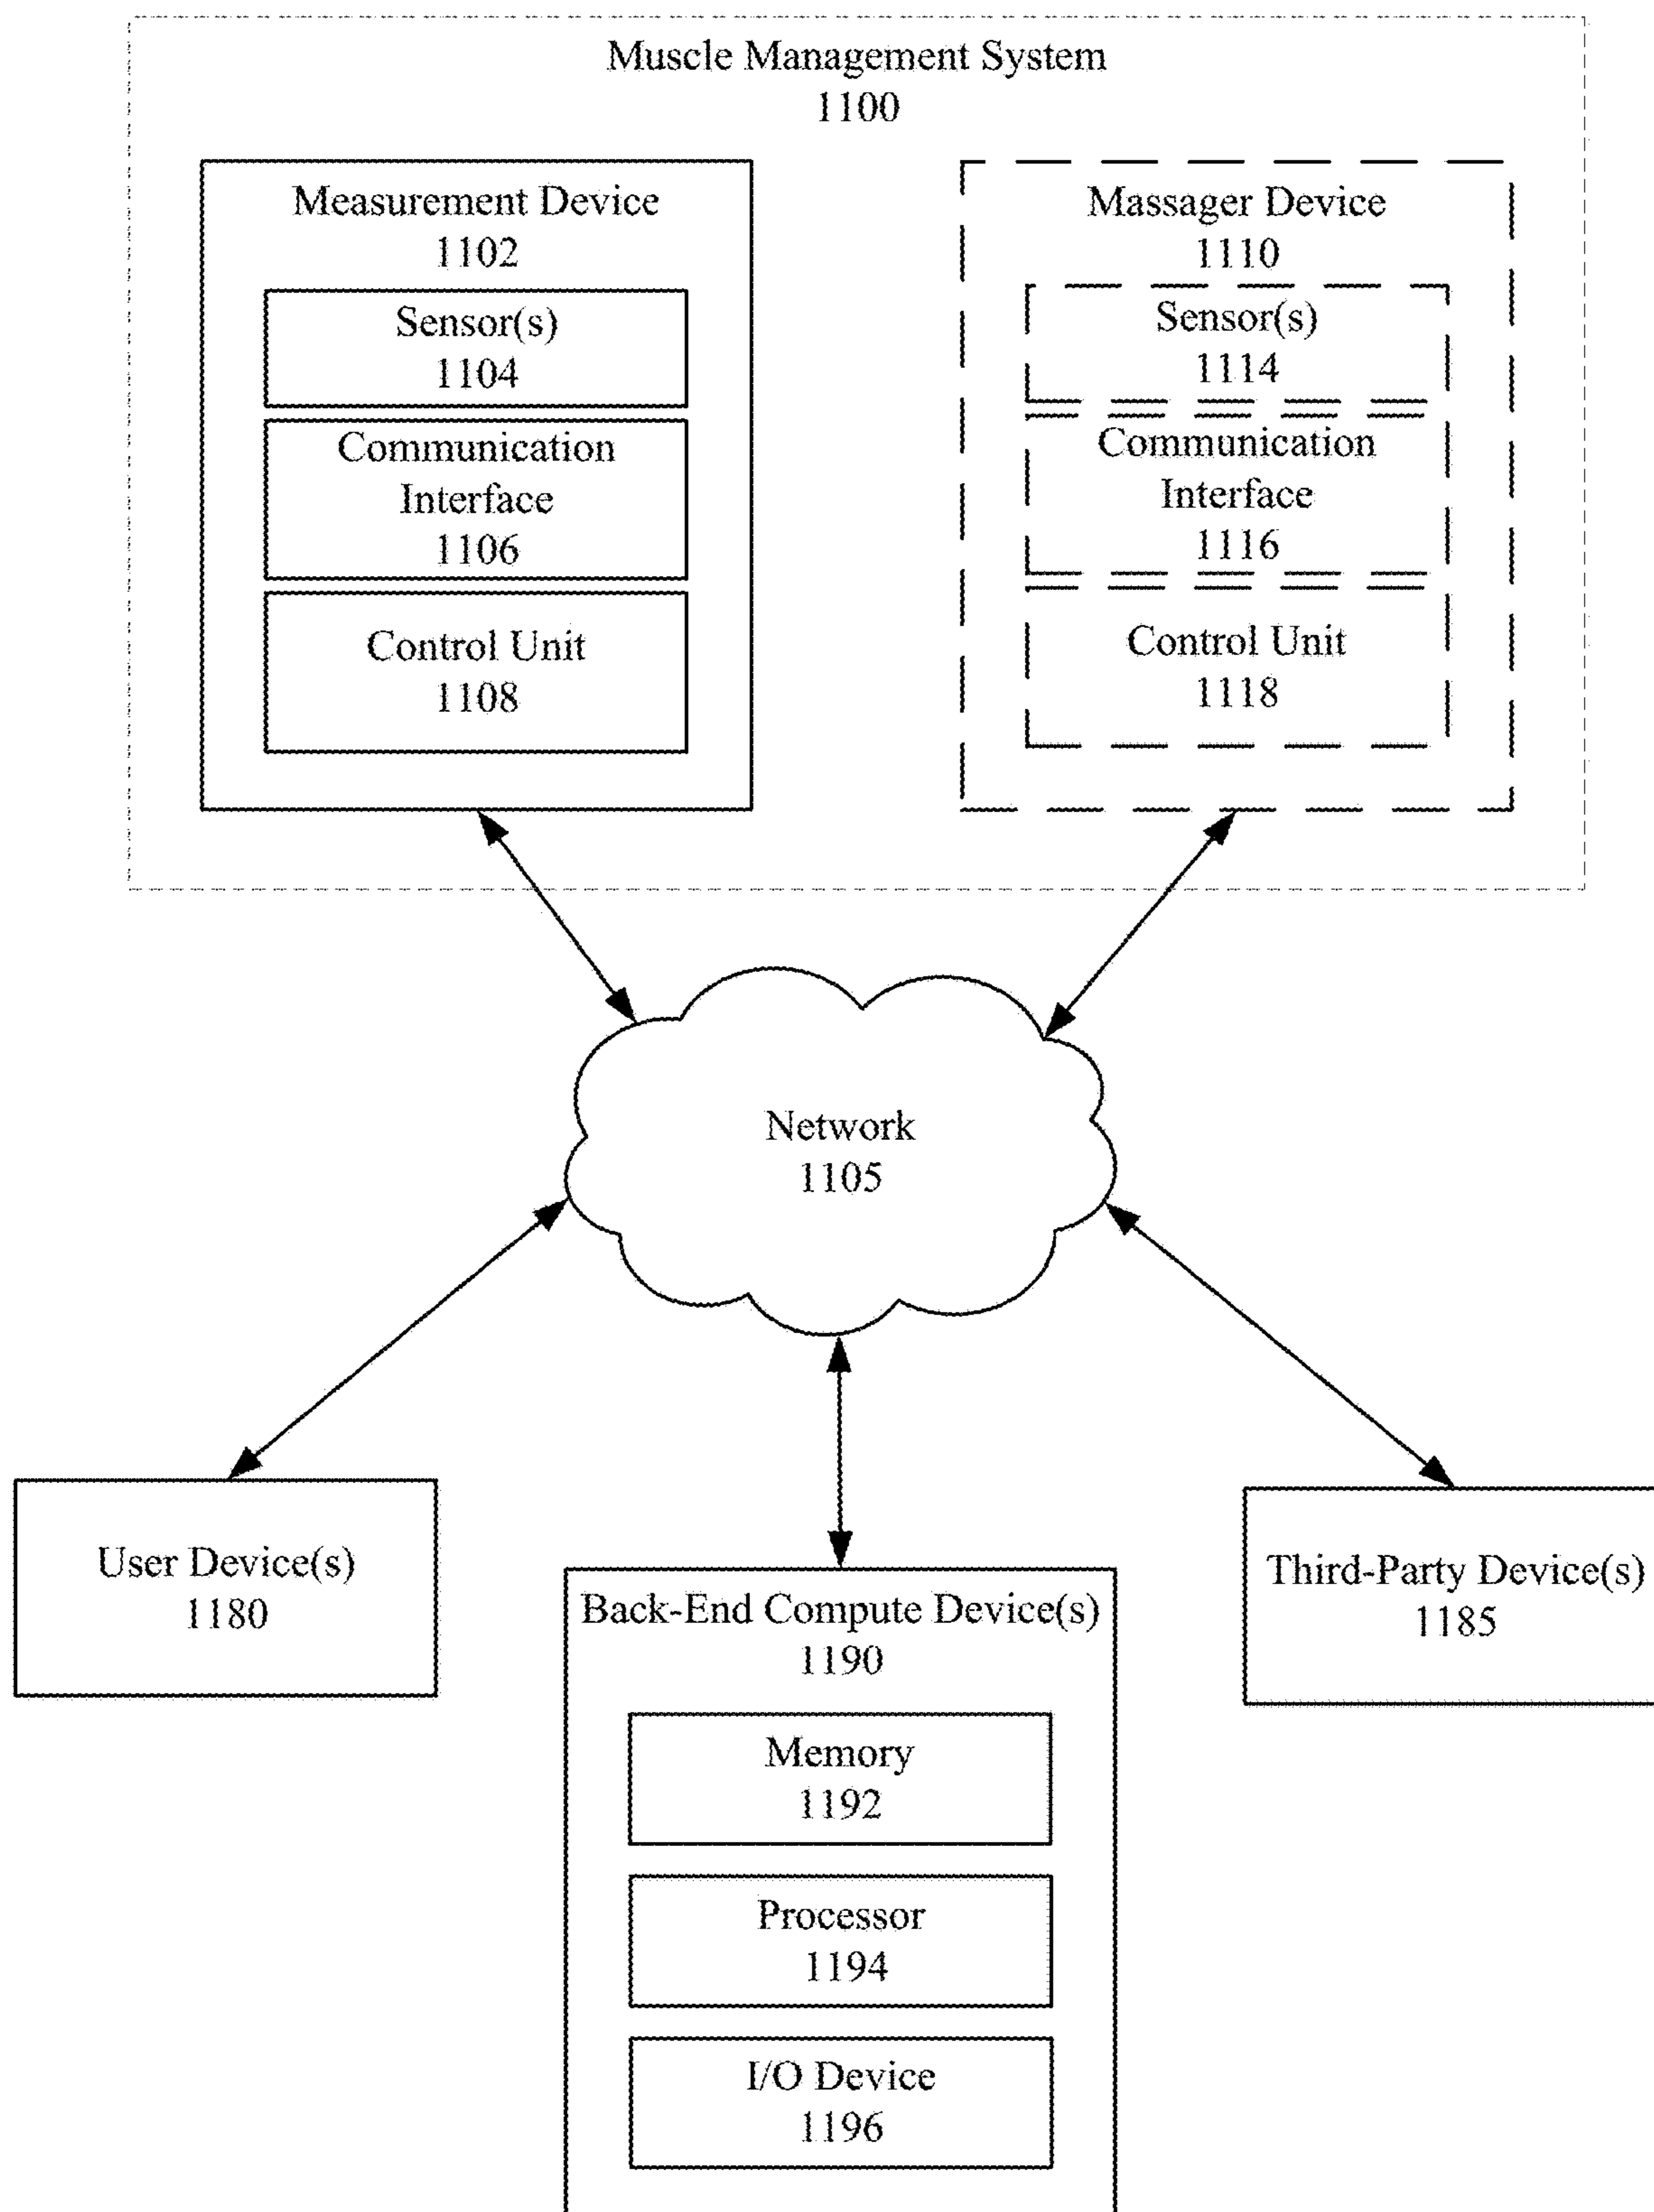 Muscle Management System
1100
Measurement Device
1102
Sensor(s)
1104
Communication
Interface
1106
Control Unit
1108
Massager Device
1110
Sensor(s)
1114
Communication
Interface
1116
Control Unit
1118
Network
1105
User Device(s)
1180
Back-End Compute Device(s)
1190
Memory
1192
Processor
1194
I/O Device
1196
Third-Party Device(s)
1185